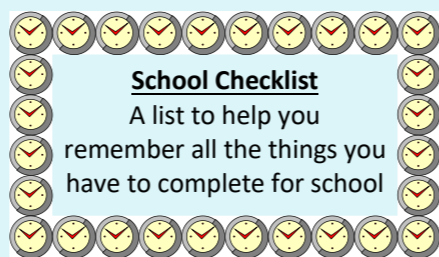 School Checklist
A list to help you
remember all the things you
have to complete for school